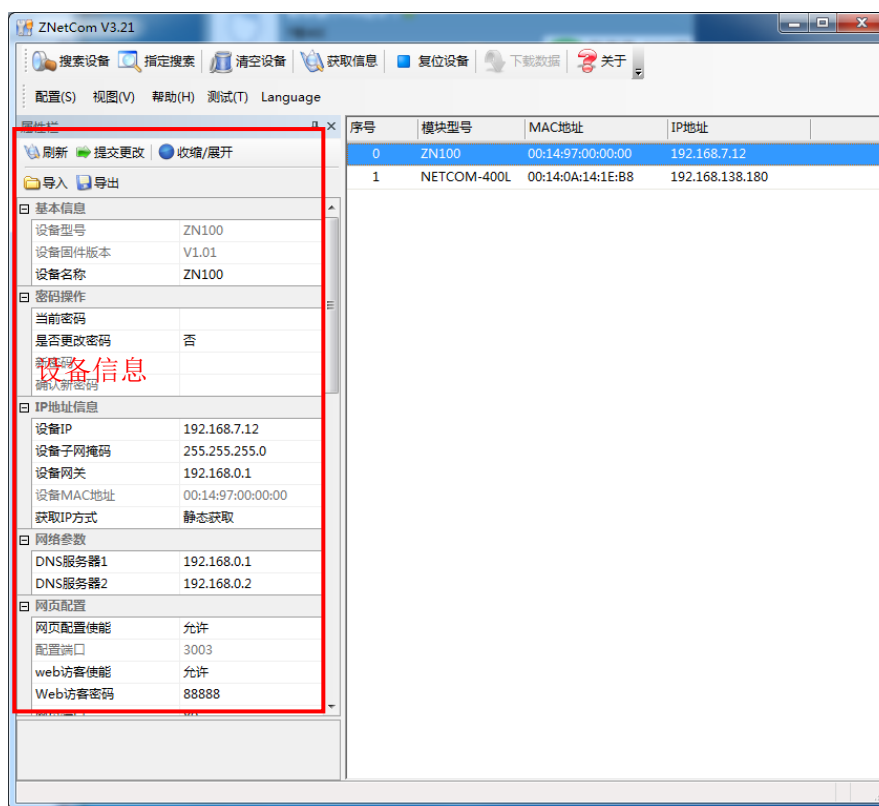 ZNetCom V3.21
搜索设备 指定搜索 清空设备 获取信息 复位设备 下载数据 关于
配置(S) 视图(V) 帮助(H) 测试(T) Language
属性栏
刷新 提交更改 收缩/展开
导入 导出
基本信息
设备型号 ZN100
设备固件版本 V1.01
设备名称 ZN100
密码操作
当前密码
是否更改密码 否
新密码
设备信息
确认新密码
IP地址信息
设备IP 192.168.7.12
设备子网掩码 255.255.255.0
设备网关 192.168.0.1
设备MAC地址 00:14:97:00:00:00
获取IP方式 静态获取
网络参数
DNS服务器1 192.168.0.1
DNS服务器2 192.168.0.2
网页配置
网页配置使能 允许
配置端口 3003
web访客使能 允许
Web访客密码 88888
序号 模块型号 MAC地址 IP地址
0 ZN100 00:14:97:00:00:00 192.168.7.12
1 NETCOM-400L 00:14:0A:14:1E:B8 192.168.138.180